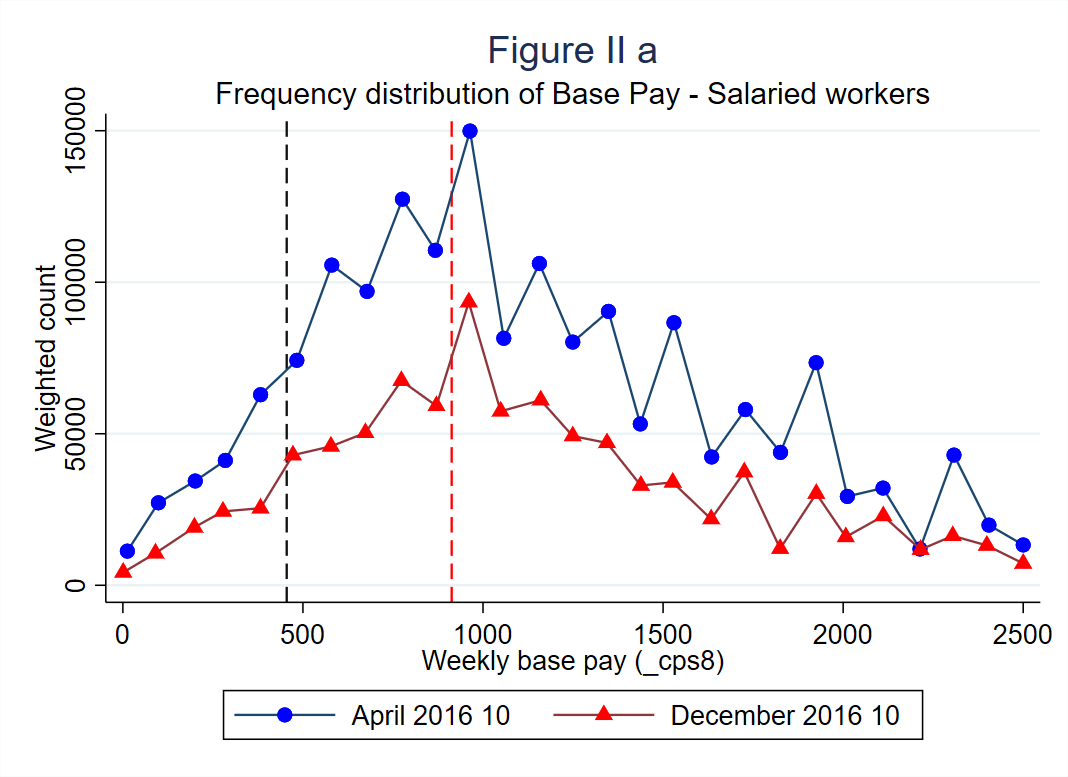 Figure II a
Frequency distribution of Base Pay - Salaried workers
Weighted count
150000
100000
50000
0
0 500 1000 1500 2000 2500
Weekly base pay (_cps8)
April 2016 10 December 2016 10